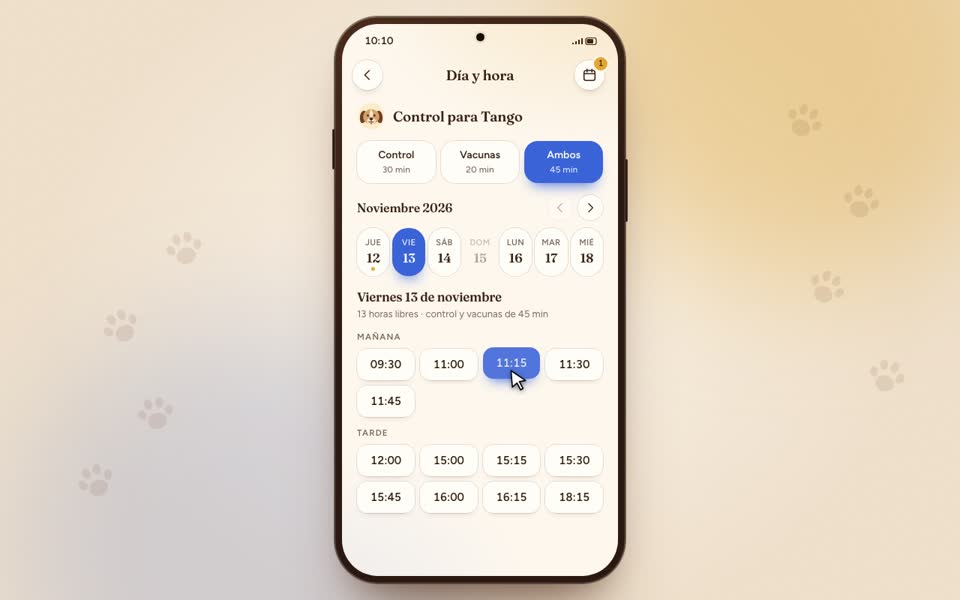 10:10
Día y hora
1
Control para Tango
Control
30 min
Vacunas
20 min
Ambos
45 min
Noviembre 2026
JUE
12
VIE
13
SÁB
14
DOM
15
LUN
16
MAR
17
MIÉ
18
Viernes 13 de noviembre
13 horas libres · control y vacunas de 45 min
MAÑANA
09:30 11:00 11:15 11:30
11:45
TARDE
12:00 15:00 15:15 15:30
15:45 16:00 16:15 18:15